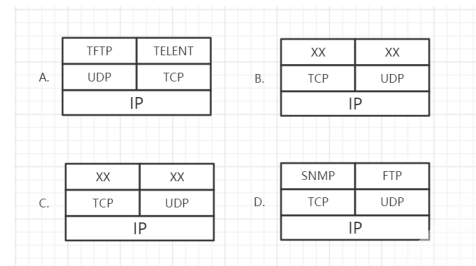 A.
TFTP TELENT
UDP TCP
IP
B.
XX XX
TCP UDP
IP
C.
XX XX
TCP UDP
IP
D.
SNMP FTP
TCP UDP
IP